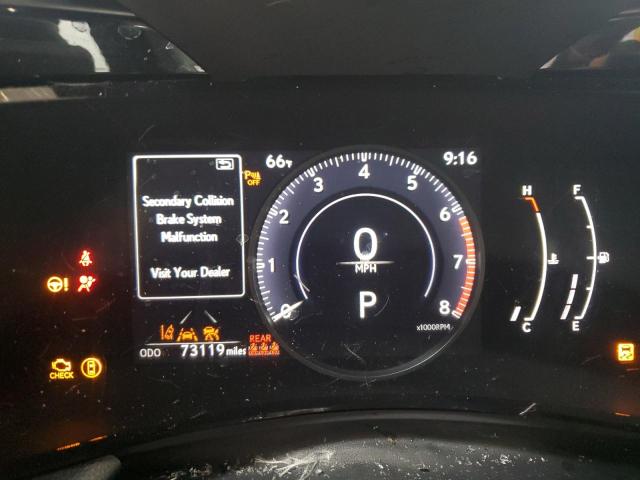 66°F
9:16
P
OFF
Secondary Collision
Brake System
Malfunction
Visit Your Dealer
0 1 2 3 4 5 6 7 8
0
MPH
P
x1000RPM
H
C
F
E
REAR
ODO 73119 miles
CHECK